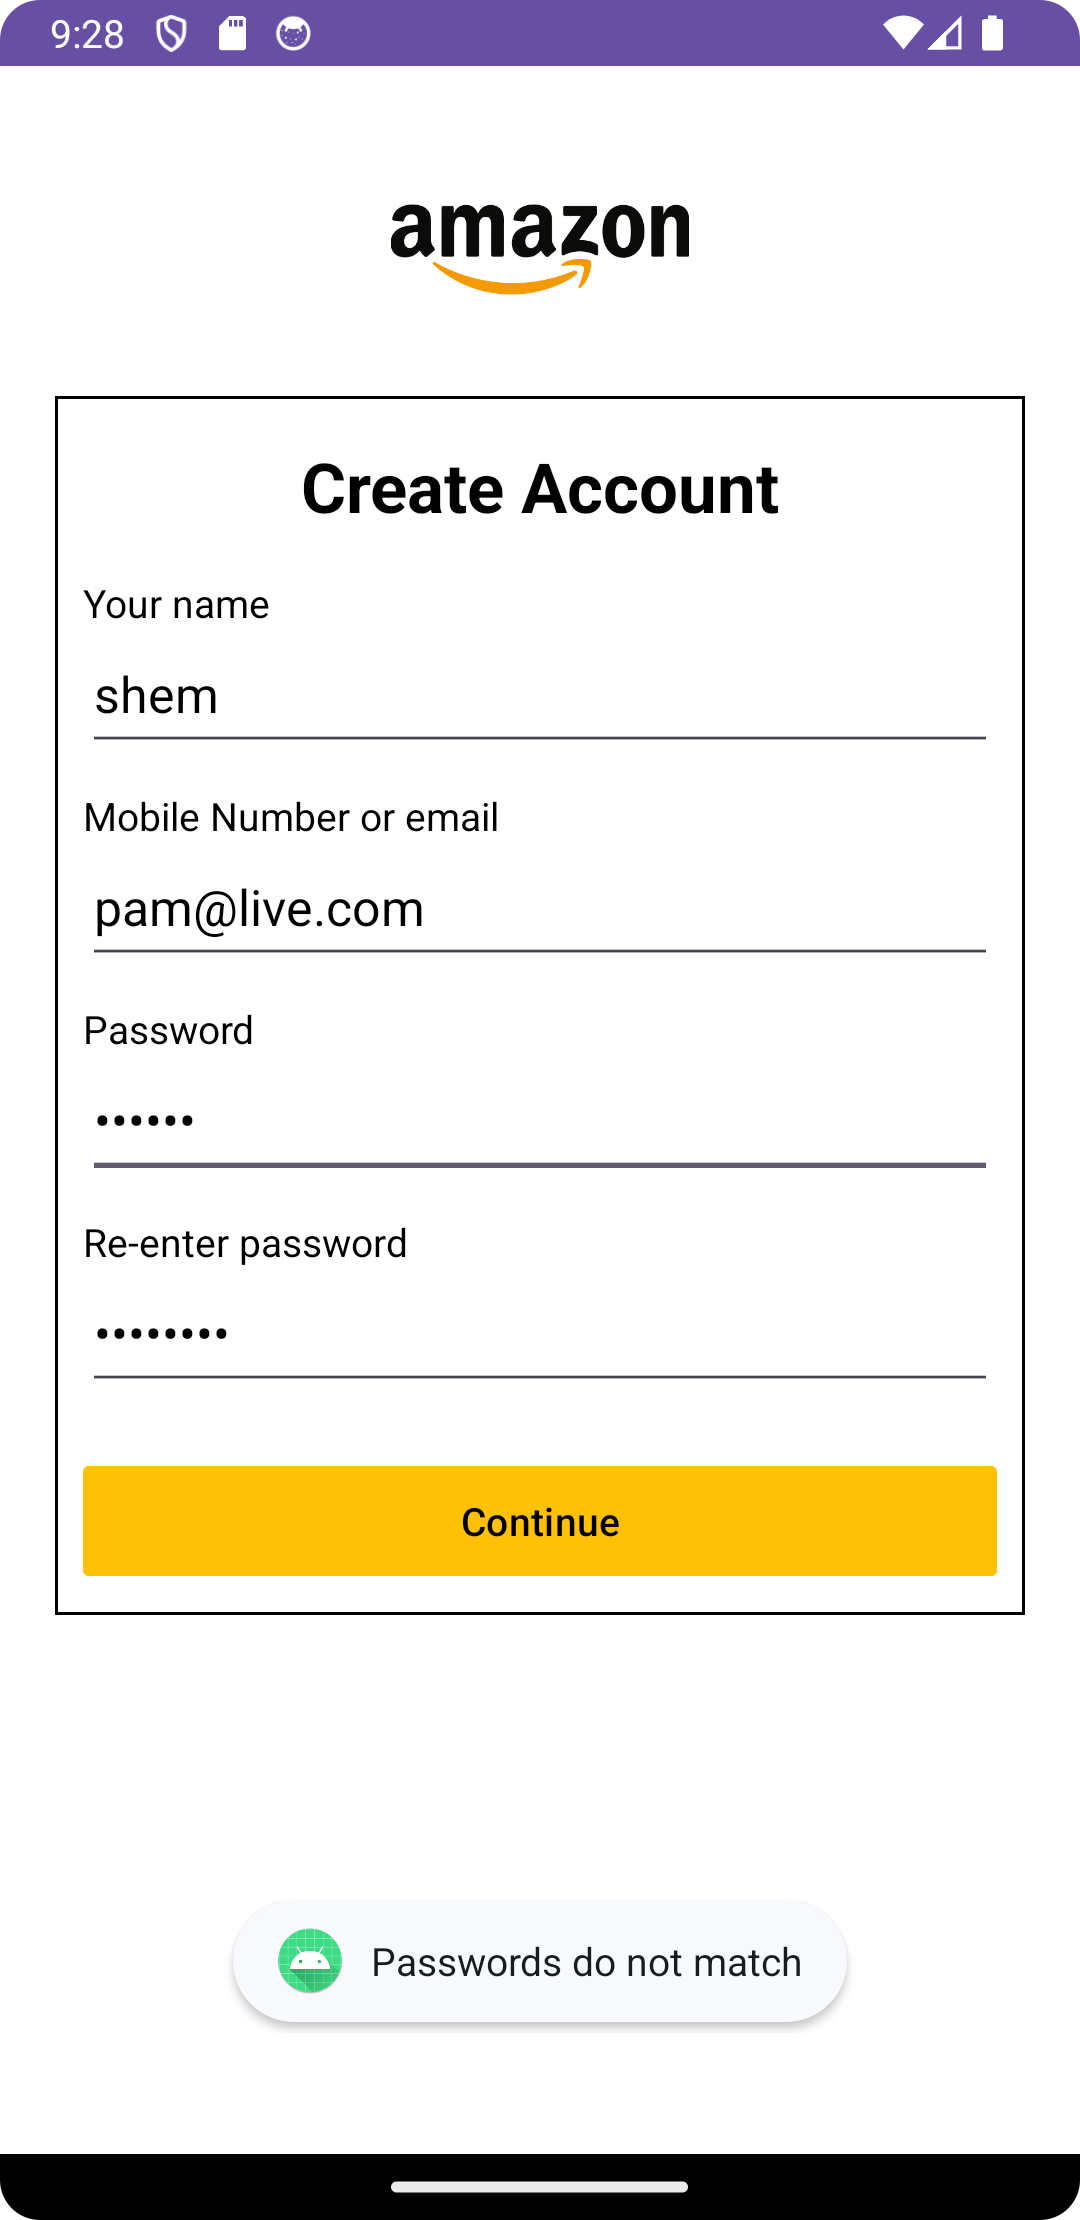 9:28
amazon
Create Account
Your name
shem
Mobile Number or email
pam@live.com
Password
••••••
Re-enter password
••••••••
Continue
Passwords do not match